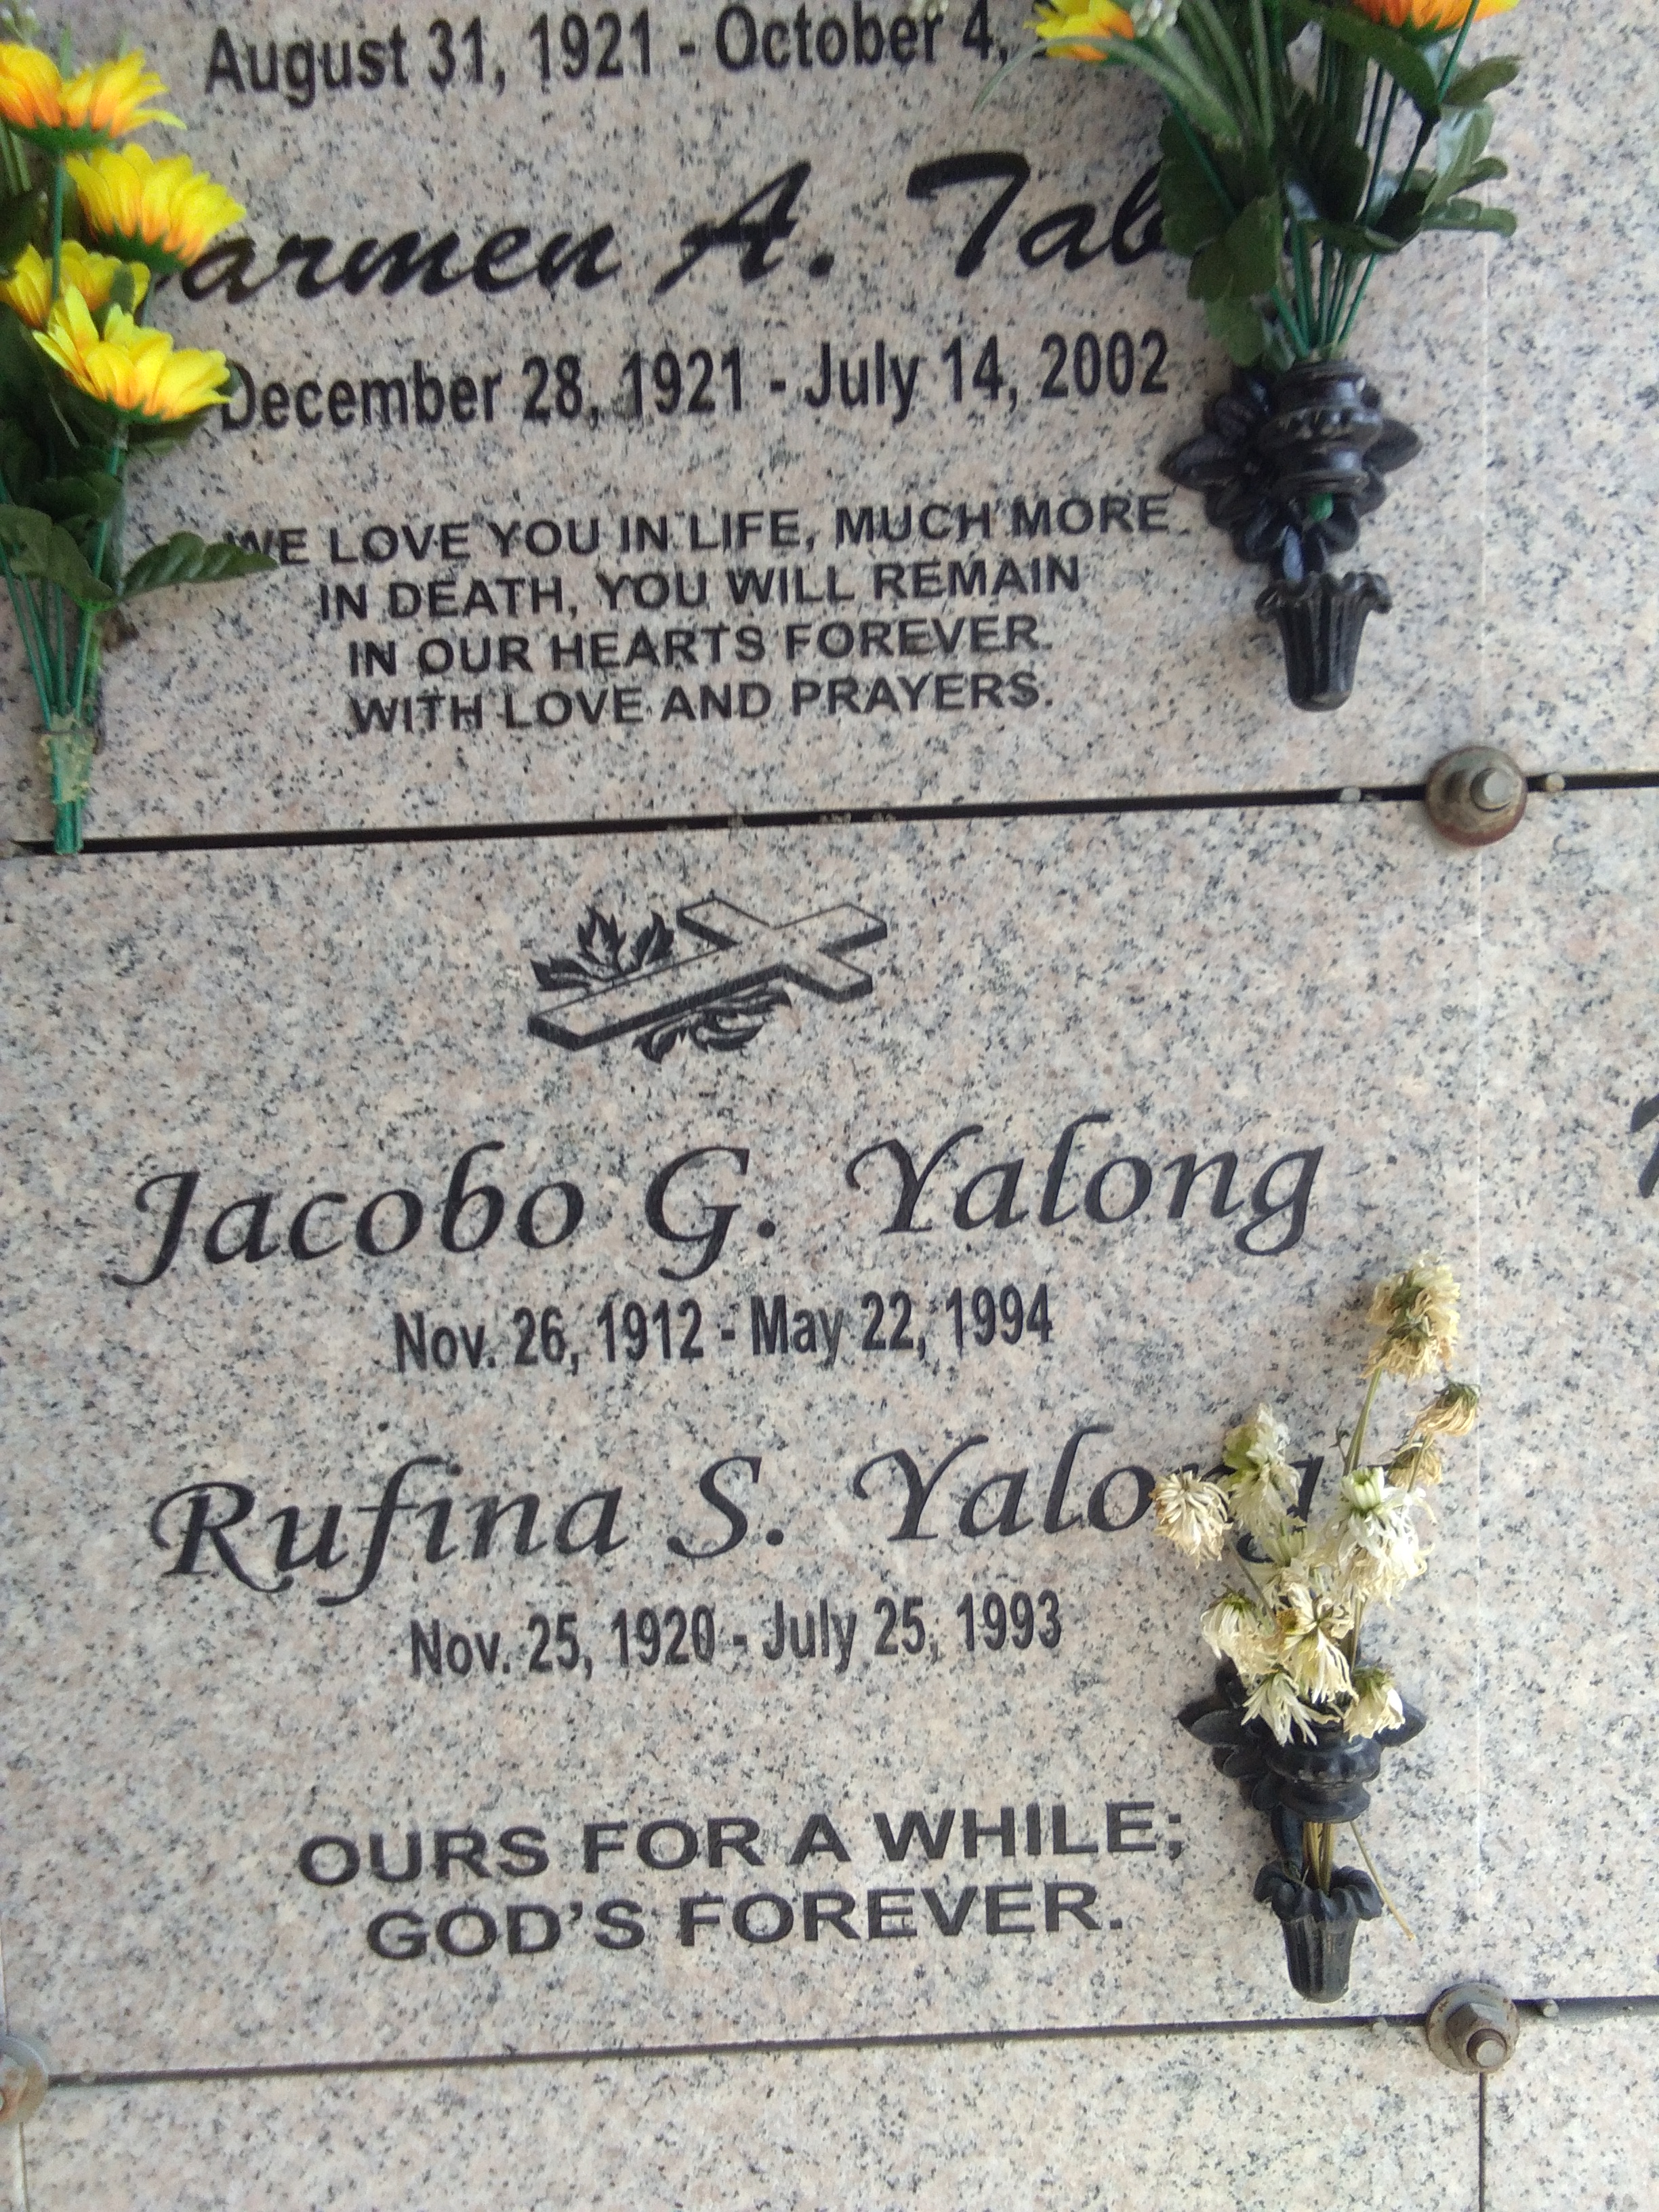 August 31, 1921 - October 4,
A.
December 28, 1921 - July 14, 2002
WE LOVE YOU IN LIFE, MUCH MORE
IN DEATH, YOU WILL REMAIN
IN OUR HEARTS FOREVER.
WITH LOVE AND PRAYERS.
Jacobo G. Yalong
Nov. 26, 1912 - May 22, 1994
Rufina S. Yalong
Nov. 25, 1920 - July 25, 1993
OURS FOR A WHILE;
GOD'S FOREVER.